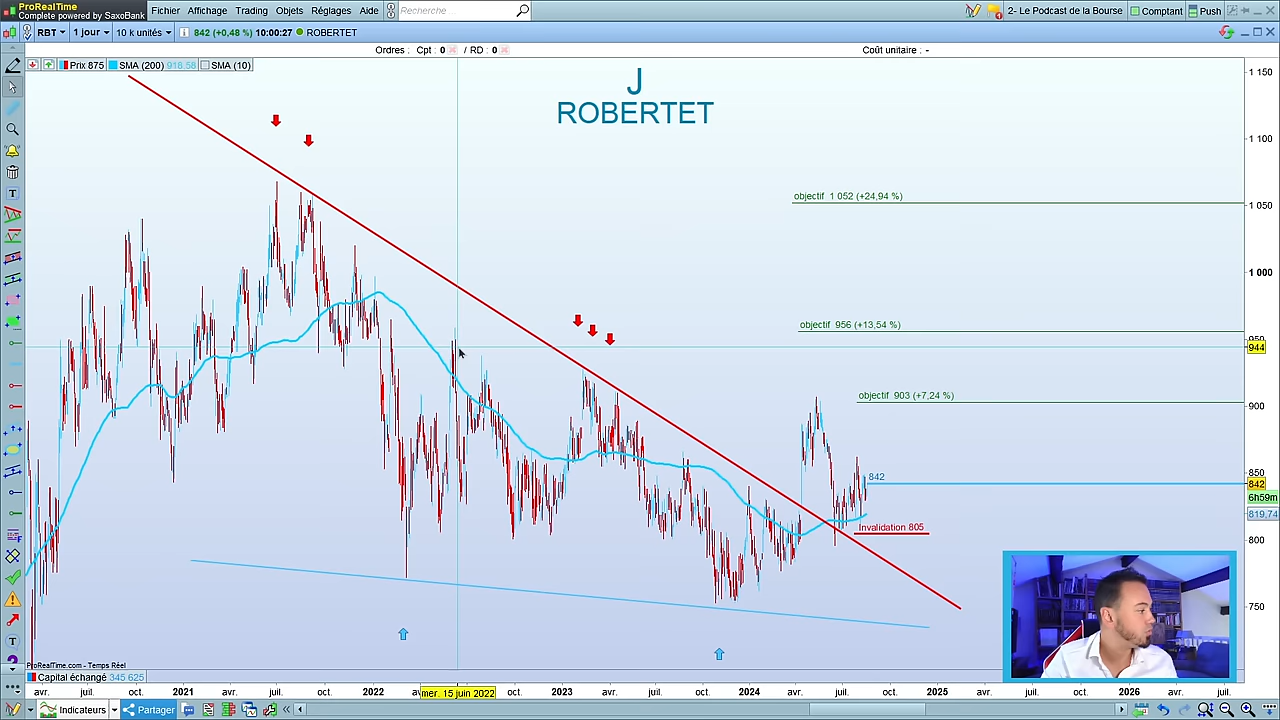 ProRealTime
Complete powered by SaxoBank
Fichier Affichage Trading Objets Réglages Aide Recherche... 2- Le Podcast de la Bourse Comptant Push
RBT 1 jour 10 k unités i 842 (+0,48 %) 10:00:27 ROBERTET
Ordres : Cpt : 0 / RD : 0 Coût unitaire : -
Prix 875 SMA (200) 918.58 SMA (10)
J
ROBERTET
1 150
1 100
objectif 1 052 (+24,94 %)
1 050
1 000
objectif 956 (+13,54 %)
944
objectif 903 (+7,24 %)
900
850
842
842
6h59m
819,74
Invalidation 805
800
750
ProRealTime.com - Temps Réel
Capital échangé 345 625
avr. juil. oct. 2021 avr. juil. oct. 2022 mer. 15 juin 2022 oct. 2023 avr. juil. oct. 2024 avr. juil. oct. 2025 avr. juil. oct. 2026 avr. juil.
Indicateurs Partager